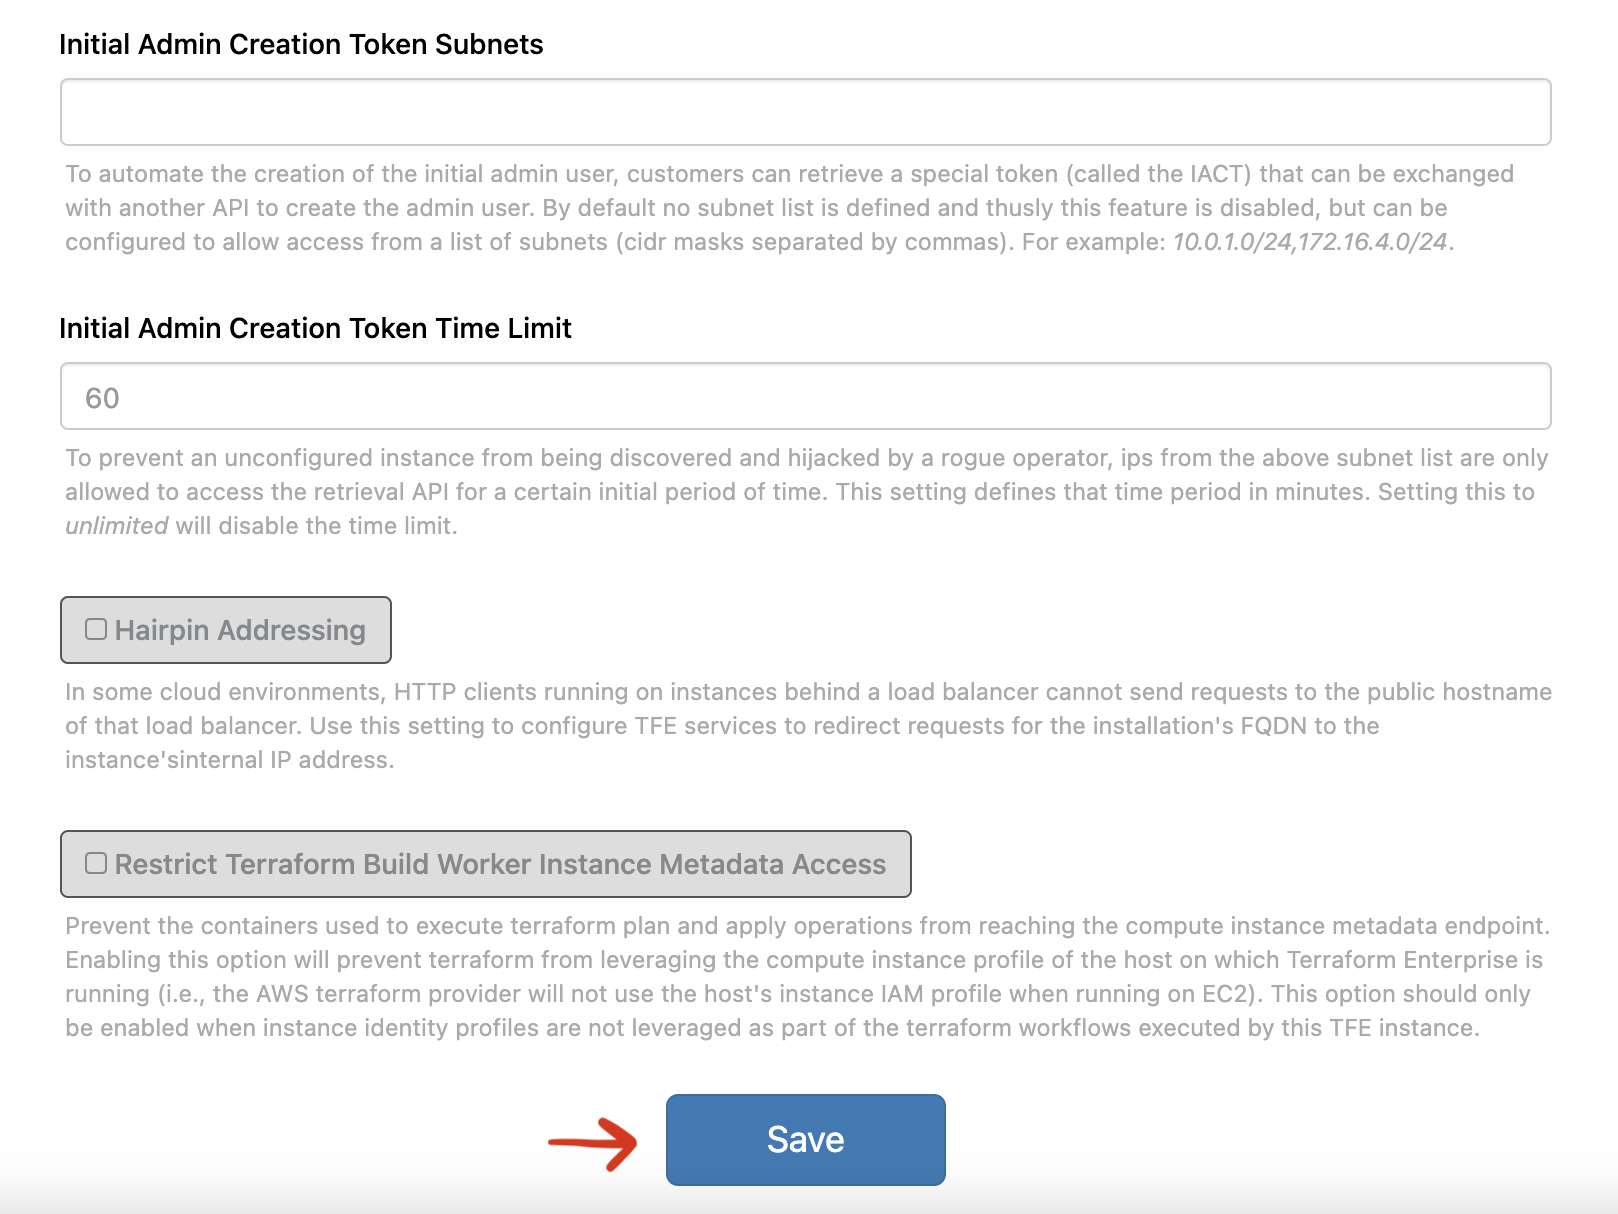 Initial Admin Creation Token Subnets
To automate the creation of the initial admin user, customers can retrieve a special token (called the IACT) that can be exchanged
with another API to create the admin user. By default no subnet list is defined and thusly this feature is disabled, but can be
configured to allow access from a list of subnets (cidr masks separated by commas). For example: 10.0.1.0/24,172.16.4.0/24.
Initial Admin Creation Token Time Limit
60
To prevent an unconfigured instance from being discovered and hijacked by a rogue operator, ips from the above subnet list are only
allowed to access the retrieval API for a certain initial period of time. This setting defines that time period in minutes. Setting this to
unlimited will disable the time limit.
Hairpin Addressing
In some cloud environments, HTTP clients running on instances behind a load balancer cannot send requests to the public hostname
of that load balancer. Use this setting to configure TFE services to redirect requests for the installation's FQDN to the
instance'sinternal IP address.
Restrict Terraform Build Worker Instance Metadata Access
Prevent the containers used to execute terraform plan and apply operations from reaching the compute instance metadata endpoint.
Enabling this option will prevent terraform from leveraging the compute instance profile of the host on which Terraform Enterprise is
running (i.e., the AWS terraform provider will not use the host's instance IAM profile when running on EC2). This option should only
be enabled when instance identity profiles are not leveraged as part of the terraform workflows executed by this TFE instance.
Save